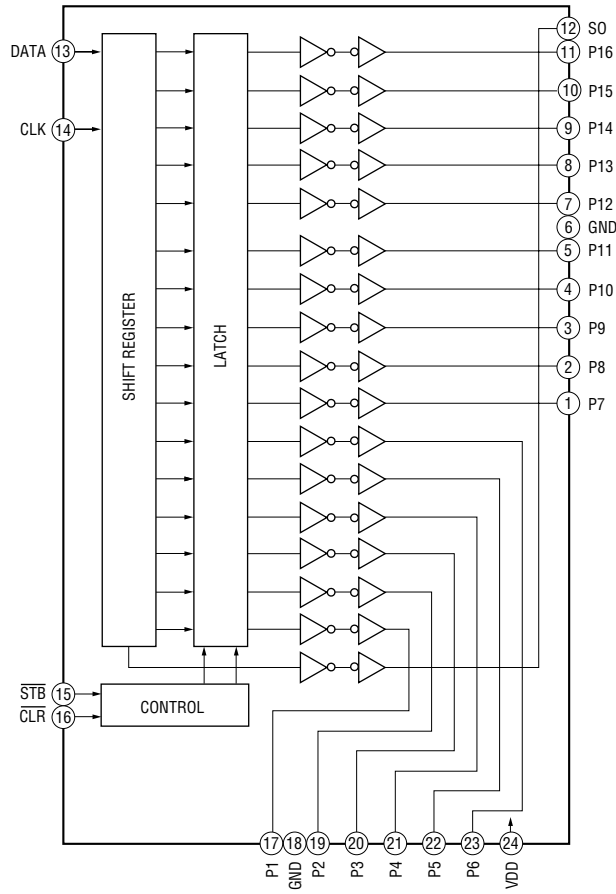 12 SO
DATA 13
11 P16
10 P15
CLK 14
9 P14
8 P13
7 P12
6 GND
5 P11
4 P10
3 P9
2 P8
1 P7
SHIFT REGISTER
LATCH
STB 15
CLR 16
CONTROL
17 18 19 20 21 22 23 24
P1 GND P2 P3 P4 P5 P6 VDD